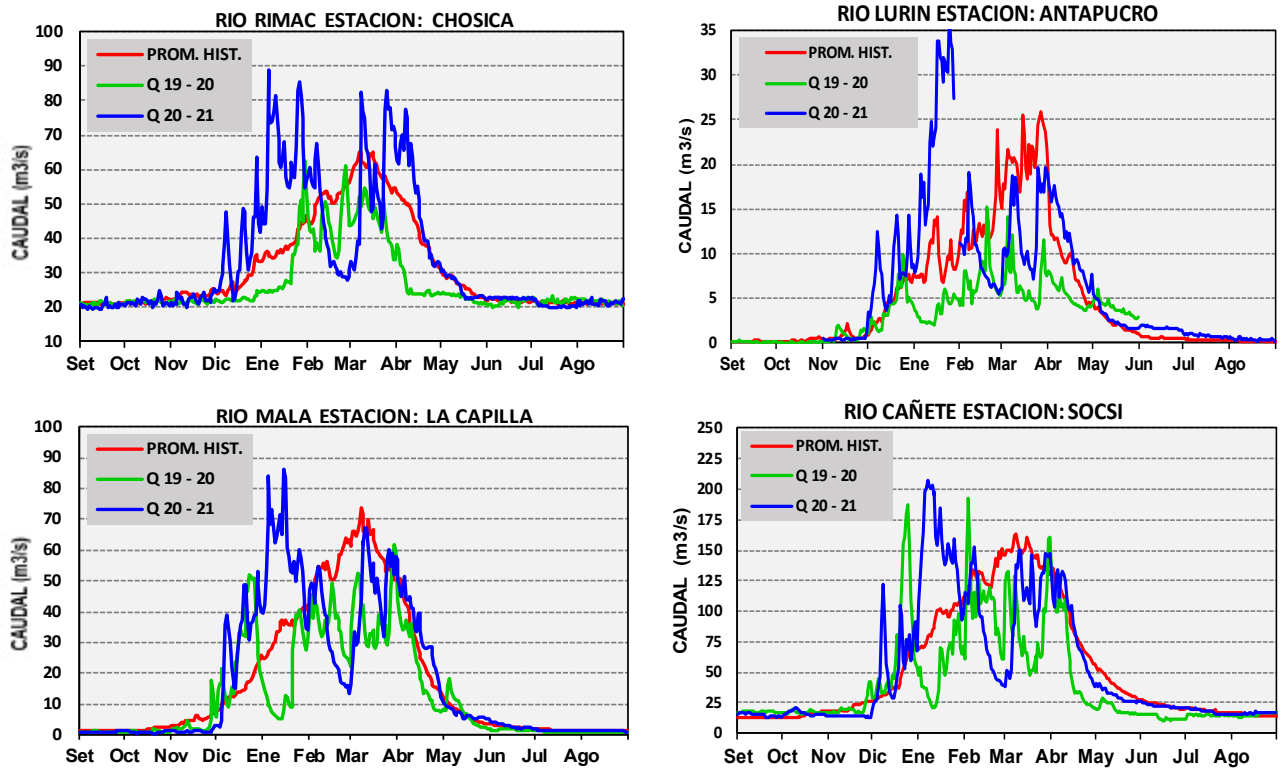 RIO RIMAC ESTACION: CHOSICA
CAUDAL (m3/s)
100
90
80
70
60
50
40
30
20
10
PROM. HIST.
Q 19 - 20
Q 20 - 21
Set Oct Nov Dic Ene Feb Mar Abr May Jun Jul Ago
RIO LURIN ESTACION: ANTAPUCRO
CAUDAL (m3/s)
35
30
25
20
15
10
5
0
PROM. HIST.
Q 19 - 20
Q 20 - 21
Set Oct Nov Dic Ene Feb Mar Abr May Jun Jul Ago
RIO MALA ESTACION: LA CAPILLA
CAUDAL (m3/s)
100
90
80
70
60
50
40
30
20
10
0
PROM. HIST.
Q 19 - 20
Q 20 - 21
Set Oct Nov Dic Ene Feb Mar Abr May Jun Jul Ago
RIO CAÑETE ESTACION: SOCSI
CAUDAL (m3/s)
250
225
200
175
150
125
100
75
50
25
0
PROM. HIST.
Q 19 - 20
Q 20 - 21
Set Oct Nov Dic Ene Feb Mar Abr May Jun Jul Ago